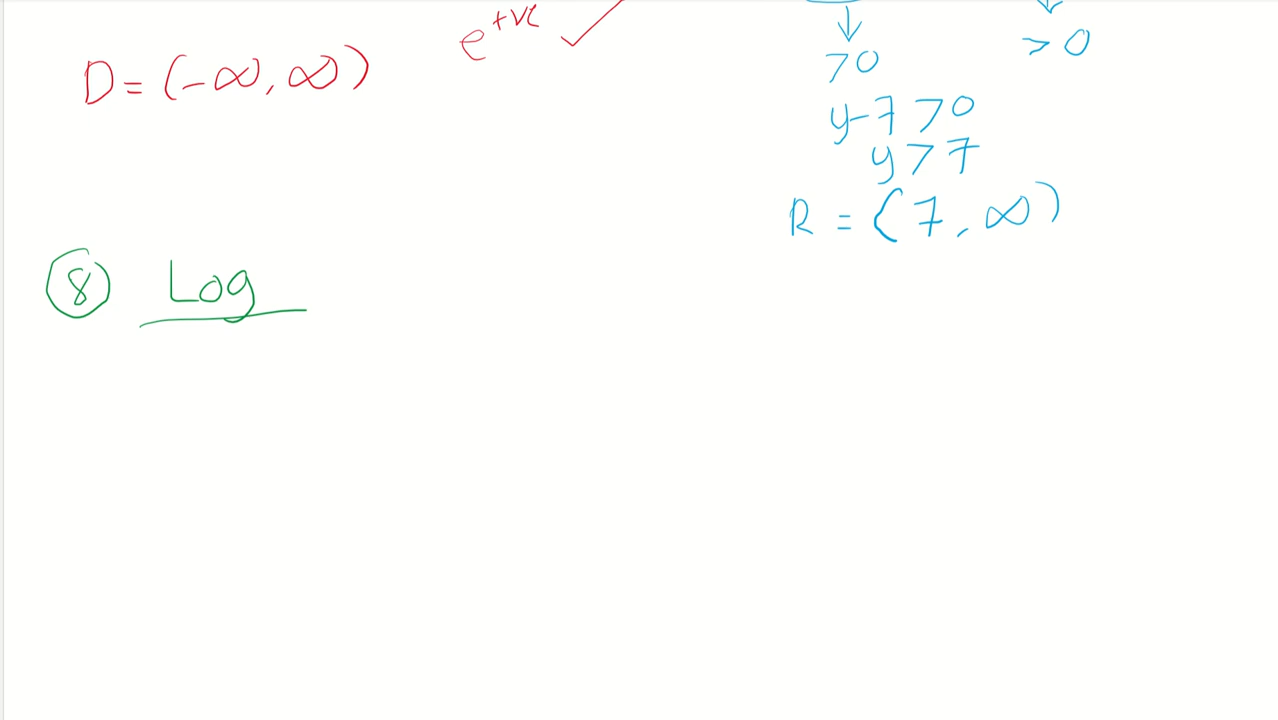 D = (-∞, ∞)
e^{+ve} ✓
↓
> 0
↓
> 0
y - 7 > 0
y > 7
R = (7, ∞)
⑧ Log